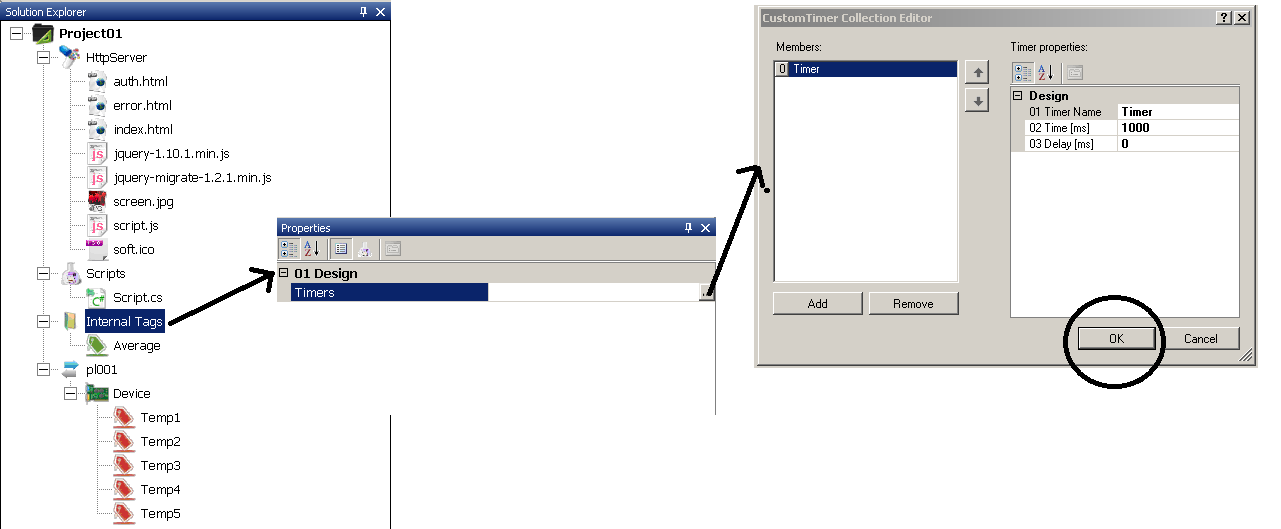 Solution Explorer
Project01
HttpServer
auth.html
error.html
index.html
jquery-1.10.1.min.js
jquery-migrate-1.2.1.min.js
screen.jpg
script.js
soft.ico
Scripts
Script.cs
Internal Tags
Average
pl001
Device
Temp1
Temp2
Temp3
Temp4
Temp5
Properties
01 Design
Timers
...
CustomTimer Collection Editor
Members:
0 Timer
Add Remove
Timer properties:
Design
01 Timer Name Timer
02 Time [ms] 1000
03 Delay [ms] 0
OK Cancel